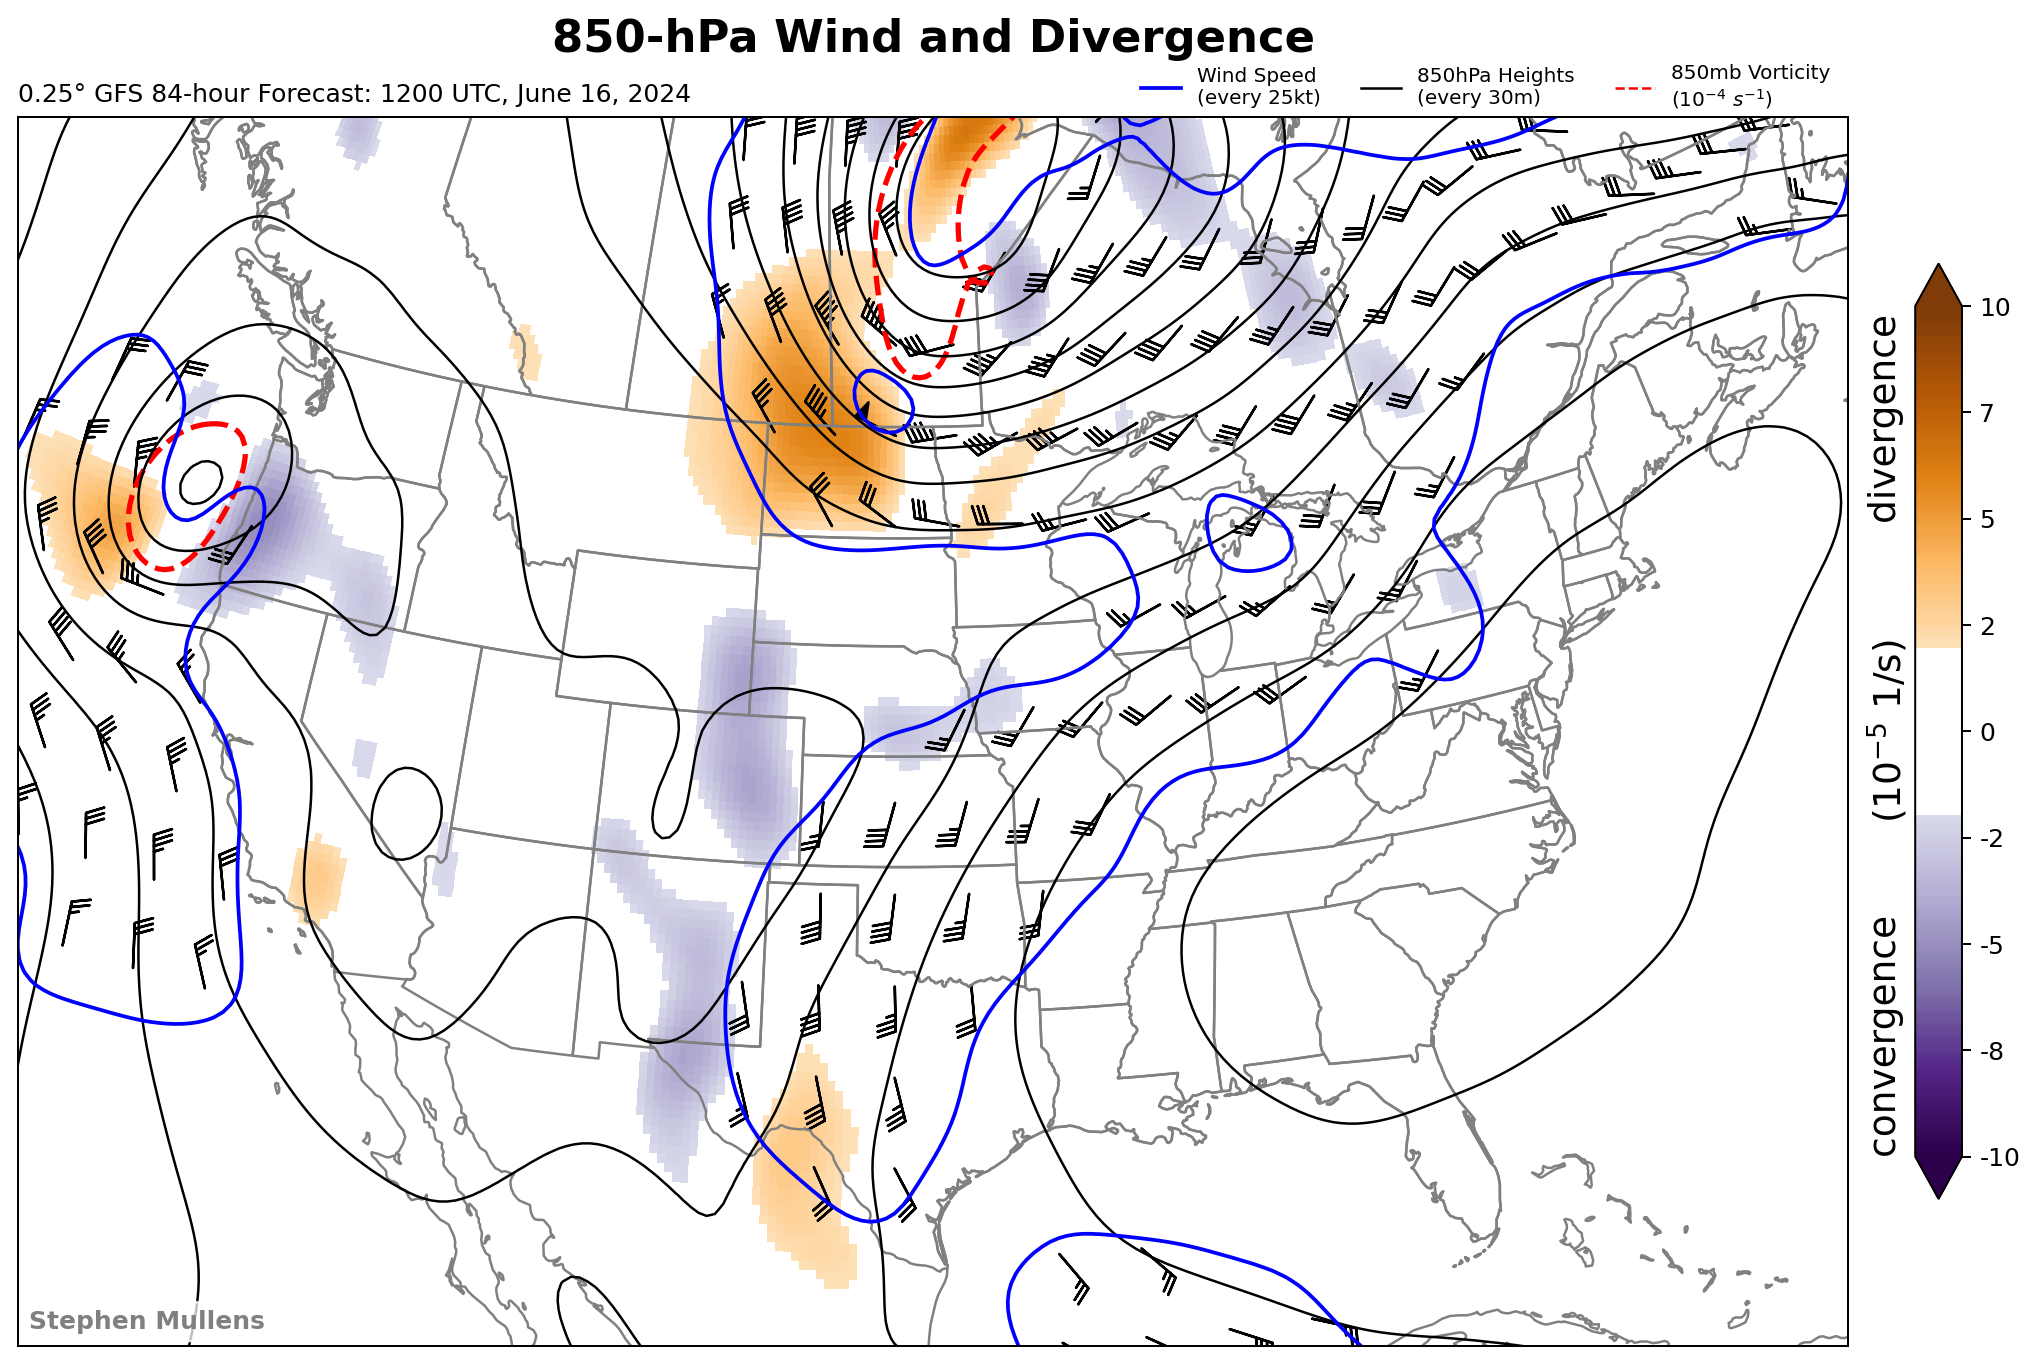 850-hPa Wind and Divergence
0.25° GFS 84-hour Forecast: 1200 UTC, June 16, 2024
Wind Speed
(every 25kt)
850hPa Heights
(every 30m)
850mb Vorticity
(10⁻⁴ s⁻¹)
10
7
5
2
0
-2
-5
-8
-10
convergence (10⁻⁵ 1/s) divergence
Stephen Mullens